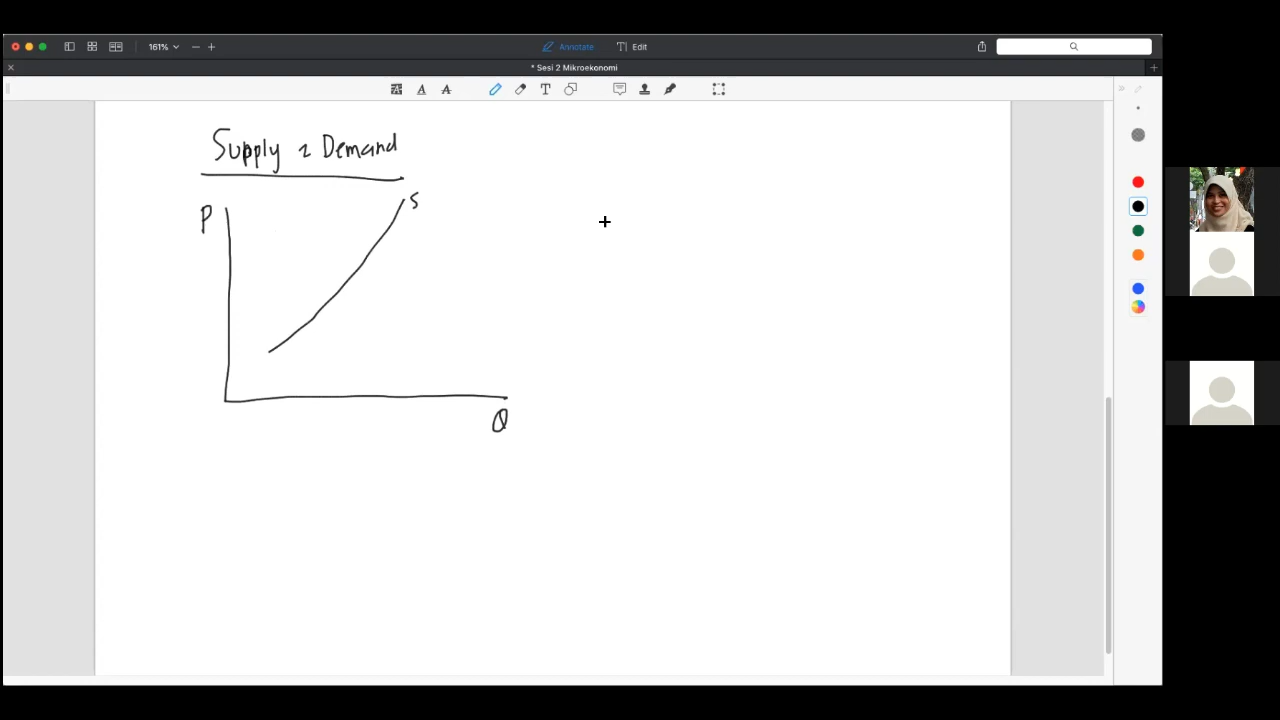 161%
Annotate
Edit
* Sesi 2 Mikroekonomi
A A A T
Supply & Demand
P
S
Q